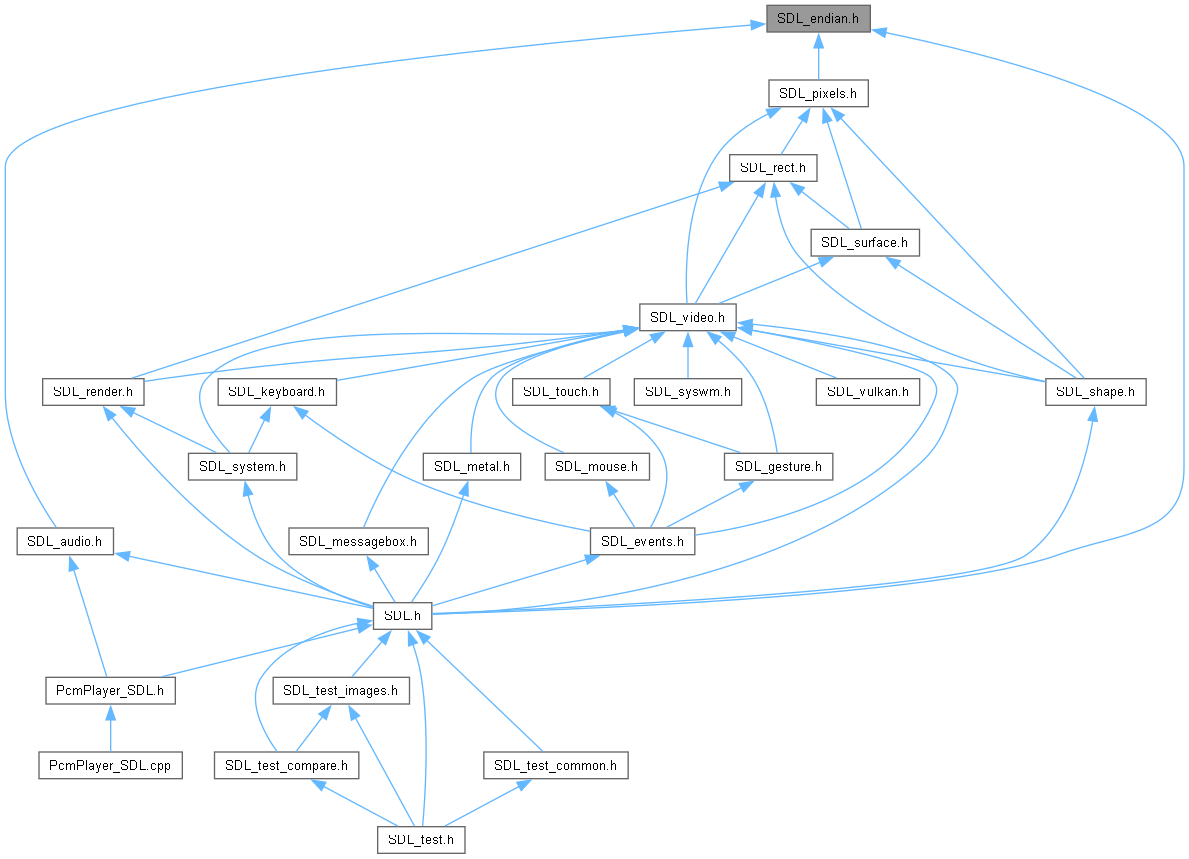 SDL_endian.h
SDL_pixels.h
SDL_rect.h
SDL_surface.h
SDL_video.h
SDL_render.h
SDL_keyboard.h
SDL_touch.h
SDL_syswm.h
SDL_vulkan.h
SDL_shape.h
SDL_system.h
SDL_metal.h
SDL_mouse.h
SDL_gesture.h
SDL_audio.h
SDL_messagebox.h
SDL_events.h
SDL.h
PcmPlayer_SDL.h
SDL_test_images.h
PcmPlayer_SDL.cpp
SDL_test_compare.h
SDL_test_common.h
SDL_test.h